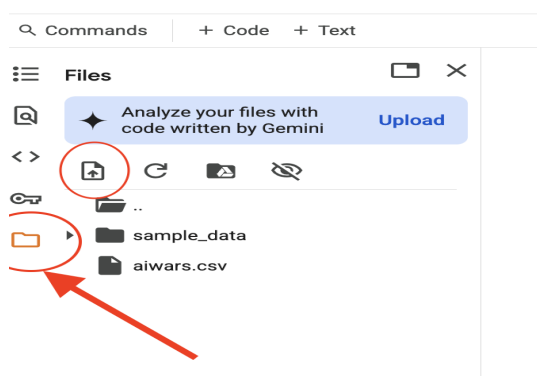 Commands + Code + Text
Files
Analyze your files with
code written by Gemini
Upload
..
sample_data
aiwars.csv